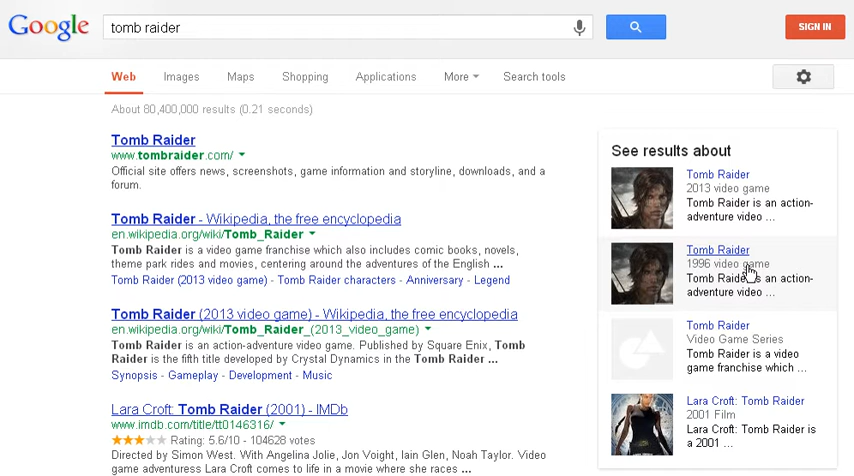 Google
tomb raider
SIGN IN
Web Images Maps Shopping Applications More Search tools
About 80,400,000 results (0.21 seconds)
Tomb Raider
www.tombraider.com/
Official site offers news, screenshots, game information and storyline, downloads, and a
forum.
Tomb Raider - Wikipedia, the free encyclopedia
en.wikipedia.org/wiki/Tomb_Raider
Tomb Raider is a video game franchise which also includes comic books, novels,
theme park rides and movies, centering around the adventures of the English ...
Tomb Raider (2013 video game) - Tomb Raider characters - Anniversary - Legend
Tomb Raider (2013 video game) - Wikipedia, the free encyclopedia
en.wikipedia.org/wiki/Tomb_Raider_(2013_video_game)
Tomb Raider is an action-adventure video game. Published by Square Enix, Tomb
Raider is the fifth title developed by Crystal Dynamics in the Tomb Raider ...
Synopsis - Gameplay - Development - Music
Lara Croft: Tomb Raider (2001) - IMDb
www.imdb.com/title/tt0146316/
Rating: 5.6/10 - 104628 votes
Directed by Simon West. With Angelina Jolie, Jon Voight, Iain Glen, Noah Taylor. Video
game adventuress Lara Croft comes to life in a movie where she races ...
See results about
Tomb Raider
2013 video game
Tomb Raider is an action-
adventure video ...
Tomb Raider
1996 video game
Tomb Raider is an action-
adventure video ...
Tomb Raider
Video Game Series
Tomb Raider is a video
game franchise which ...
Lara Croft: Tomb Raider
2001 Film
Lara Croft: Tomb Raider is
a 2001 ...